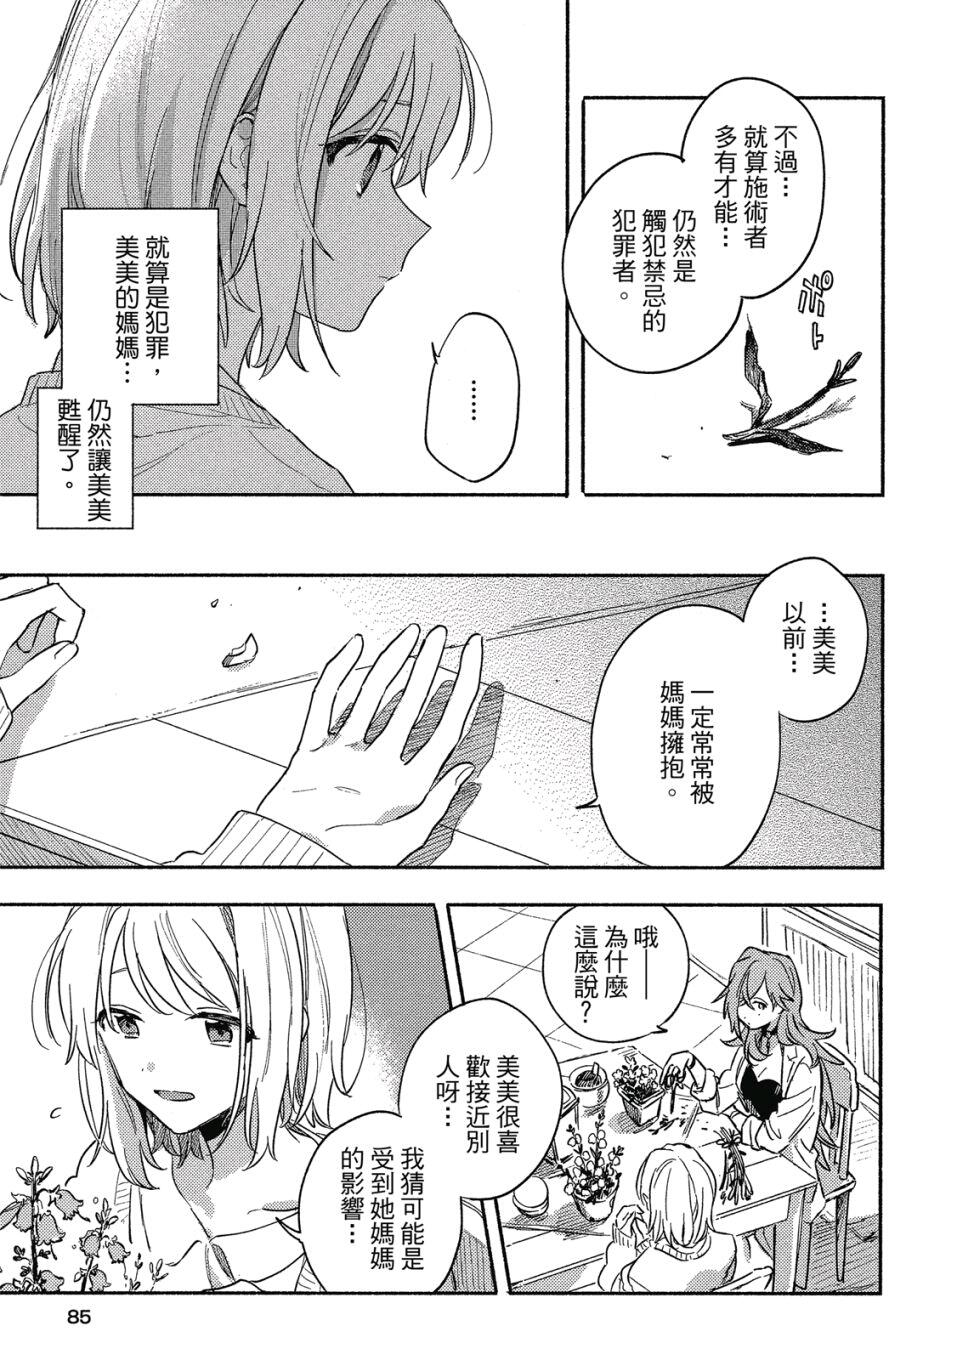 不過…
就算施術者
多有才能…
仍然是
觸犯禁忌的
犯罪者。
……
就算是犯罪，
美美的媽媽…
仍然讓美美
甦醒了。
…美美
以前…
一定常常被
媽媽擁抱。
哦──
為什麼
這麼說？
美美很喜
歡接近別
人呀…
我猜可能是
受到她媽媽
的影響…
85